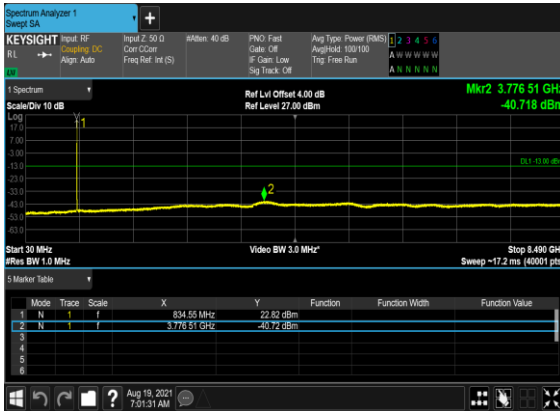 Spectrum Analyzer 1
Swept SA
+
KEYSIGHT Input: RF Input Z: 50 Ω #Atten: 40 dB PNO: Fast Avg Type: Power (RMS) 1 2 3 4 5 6
RL Coupling: DC Corr CCorr Gate: Off Avg|Hold: 100/100 A W W W W W
Align: Auto Freq Ref: Int (S) IF Gain: Low Trig: Free Run
Sig Track: Off A N N N N N
1 Spectrum
Scale/Div 10 dB
Ref Lvl Offset 4.00 dB
Ref Level 27.00 dBm
Mkr2 3.776 51 GHz
-40.718 dBm
Log
17.0
7.00
-3.00
-13.0
-23.0
-33.0
-43.0
-53.0
-63.0
1
2
DL1 -13.00 dBm
Start 30 MHz Video BW 3.0 MHz* Stop 8.490 GH
#Res BW 1.0 MHz Sweep ~17.2 ms (40001 pts
5 Marker Table
Mode Trace Scale X Y Function Function Width Function Value
1 N 1 f 834.55 MHz 22.82 dBm
2 N 1 f 3.776 51 GHz -40.72 dBm
3
4
5
6
? Aug 19, 2021
7:01:31 AM